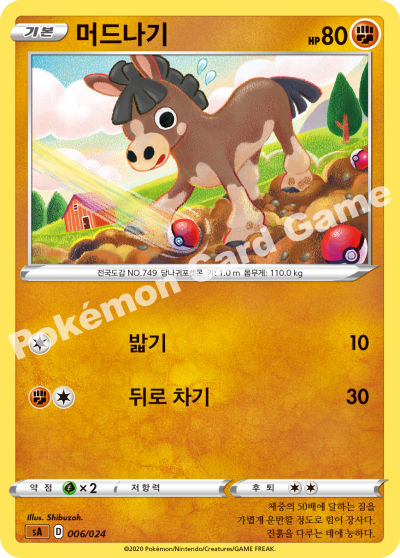 기본 머드나기 HP 80
전국도감 NO.749 당나귀포켓몬 키: 1.0 m 몸무게: 110.0 kg
Pokémon Card Game
밟기 10
뒤로 차기 30
약점 ×2 저항력 후퇴
Illus. Shibuzoh.
sA D 006/024
체중의 50배에 달하는 짐을
가볍게 운반할 정도로 힘이 장사다.
진흙을 다루는 데에 능하다.
©2020 Pokémon/Nintendo/Creatures/GAME FREAK.